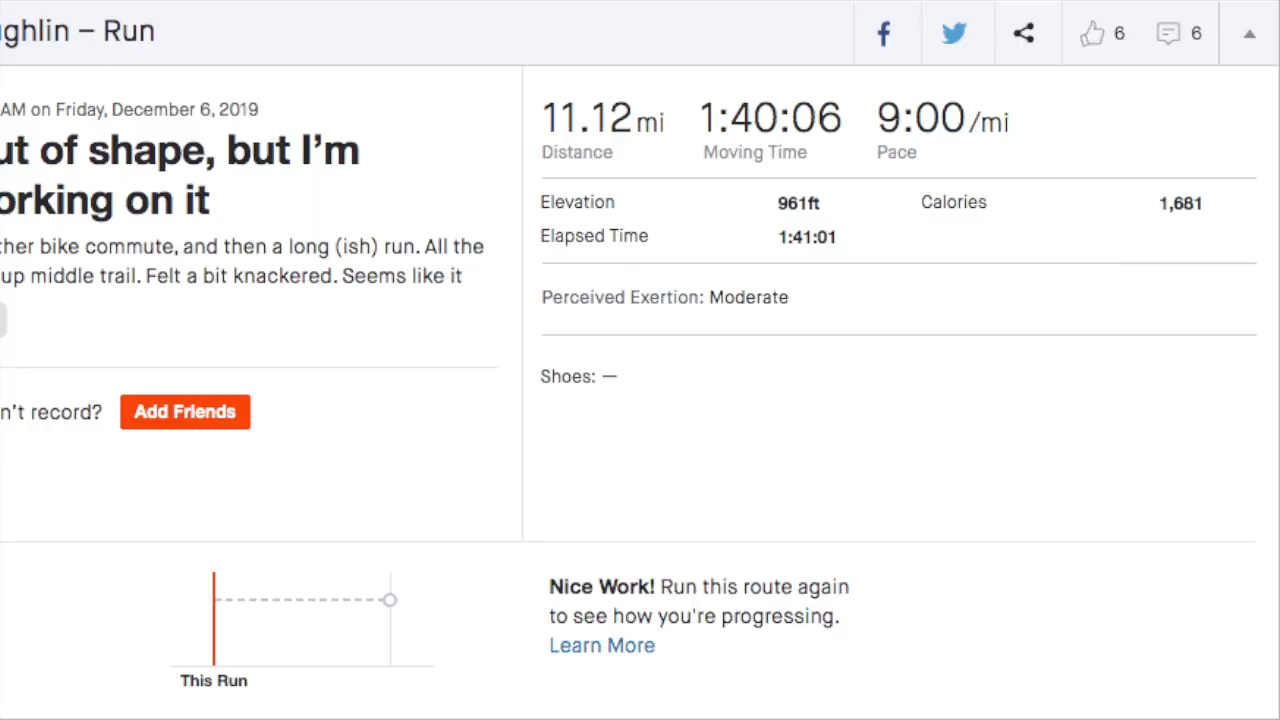 ghlin – Run
6
6
AM on Friday, December 6, 2019
ut of shape, but I'm
orking on it
ther bike commute, and then a long (ish) run. All the
up middle trail. Felt a bit knackered. Seems like it
n't record?
Add Friends
11.12 mi
1:40:06
9:00 /mi
Distance
Moving Time
Pace
Elevation
961ft
Calories
1,681
Elapsed Time
1:41:01
Perceived Exertion: Moderate
Shoes: —
This Run
Nice Work! Run this route again
to see how you're progressing.
Learn More